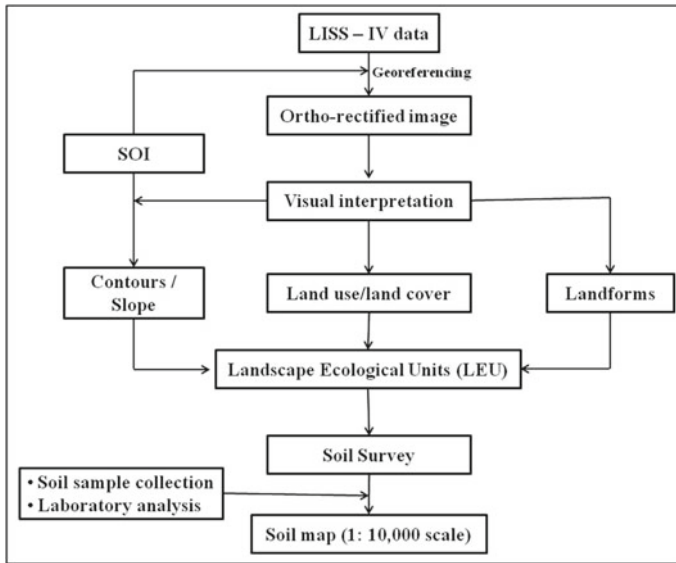 LISS – IV data
Georeferencing
Ortho-rectified image
SOI
Visual interpretation
Contours /
Slope
Land use/land cover
Landforms
Landscape Ecological Units (LEU)
Soil Survey
• Soil sample collection
• Laboratory analysis
Soil map (1: 10,000 scale)